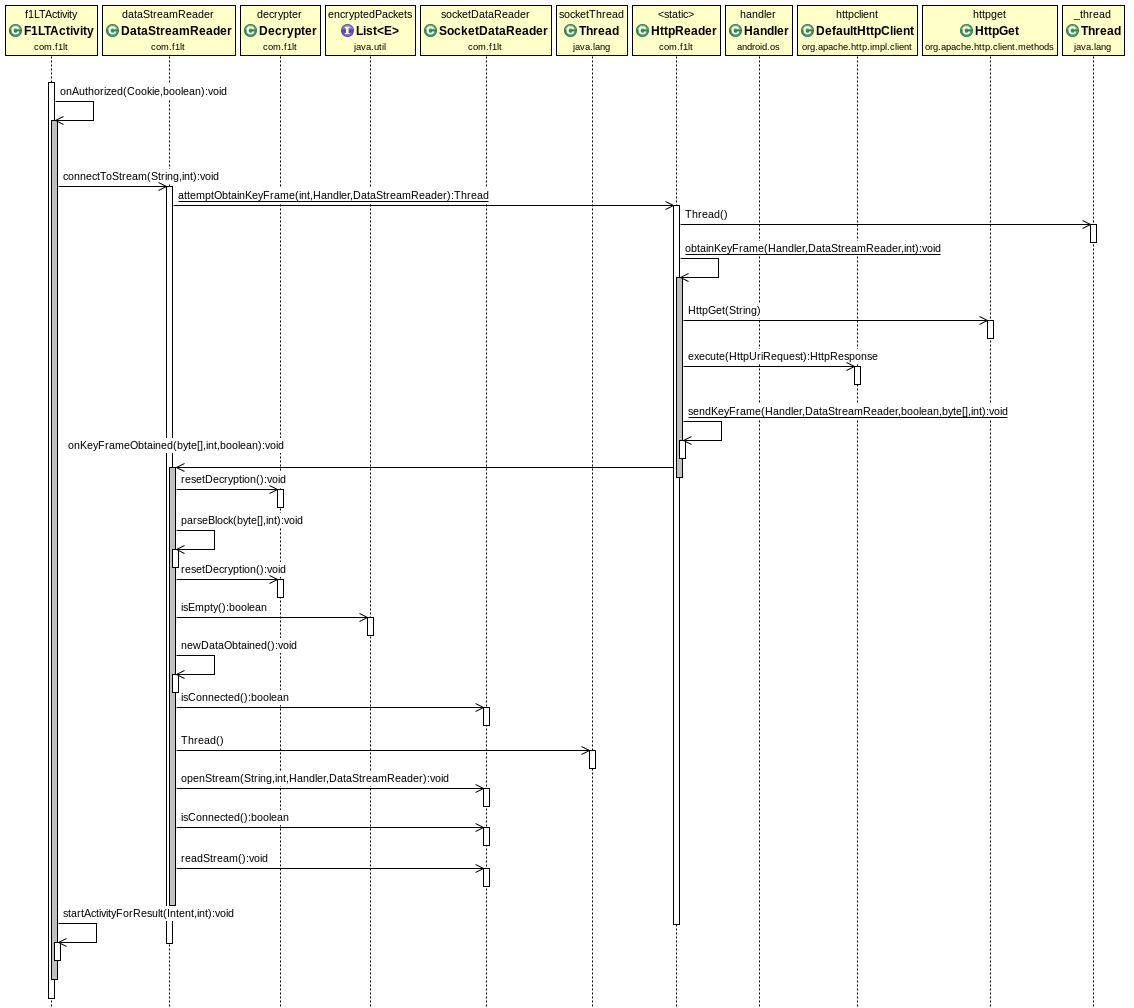 f1LTActivity
C F1LTActivity
com.f1lt
dataStreamReader
C DataStreamReader
com.f1lt
decrypter
C Decrypter
com.f1lt
encryptedPackets
I List<E>
java.util
socketDataReader
C SocketDataReader
com.f1lt
socketThread
C Thread
java.lang
<static>
C HttpReader
com.f1lt
handler
C Handler
android.os
httpclient
C DefaultHttpClient
org.apache.http.impl.client
httpget
C HttpGet
org.apache.http.client.methods
_thread
C Thread
java.lang
onAuthorized(Cookie,boolean):void
connectToStream(String,int):void
attemptObtainKeyFrame(int,Handler,DataStreamReader):Thread
Thread()
obtainKeyFrame(Handler,DataStreamReader,int):void
HttpGet(String)
execute(HttpUriRequest):HttpResponse
sendKeyFrame(Handler,DataStreamReader,boolean,byte[],int):void
onKeyFrameObtained(byte[],int,boolean):void
resetDecryption():void
parseBlock(byte[],int):void
resetDecryption():void
isEmpty():boolean
newDataObtained():void
isConnected():boolean
Thread()
openStream(String,int,Handler,DataStreamReader):void
isConnected():boolean
readStream():void
startActivityForResult(Intent,int):void